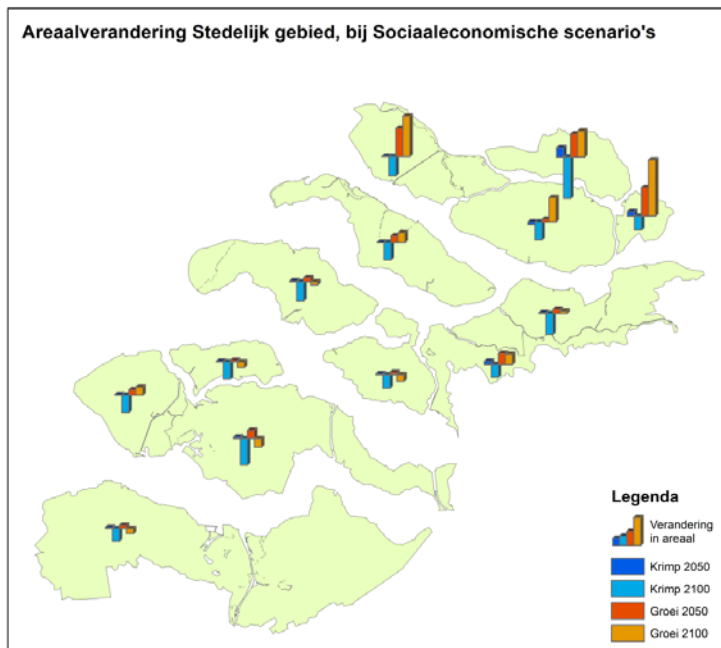 Areaalverandering Stedelijk gebied, bij Sociaaleconomische scenario's
Legenda
Verandering
in areaal
Krimp 2050
Krimp 2100
Groei 2050
Groei 2100